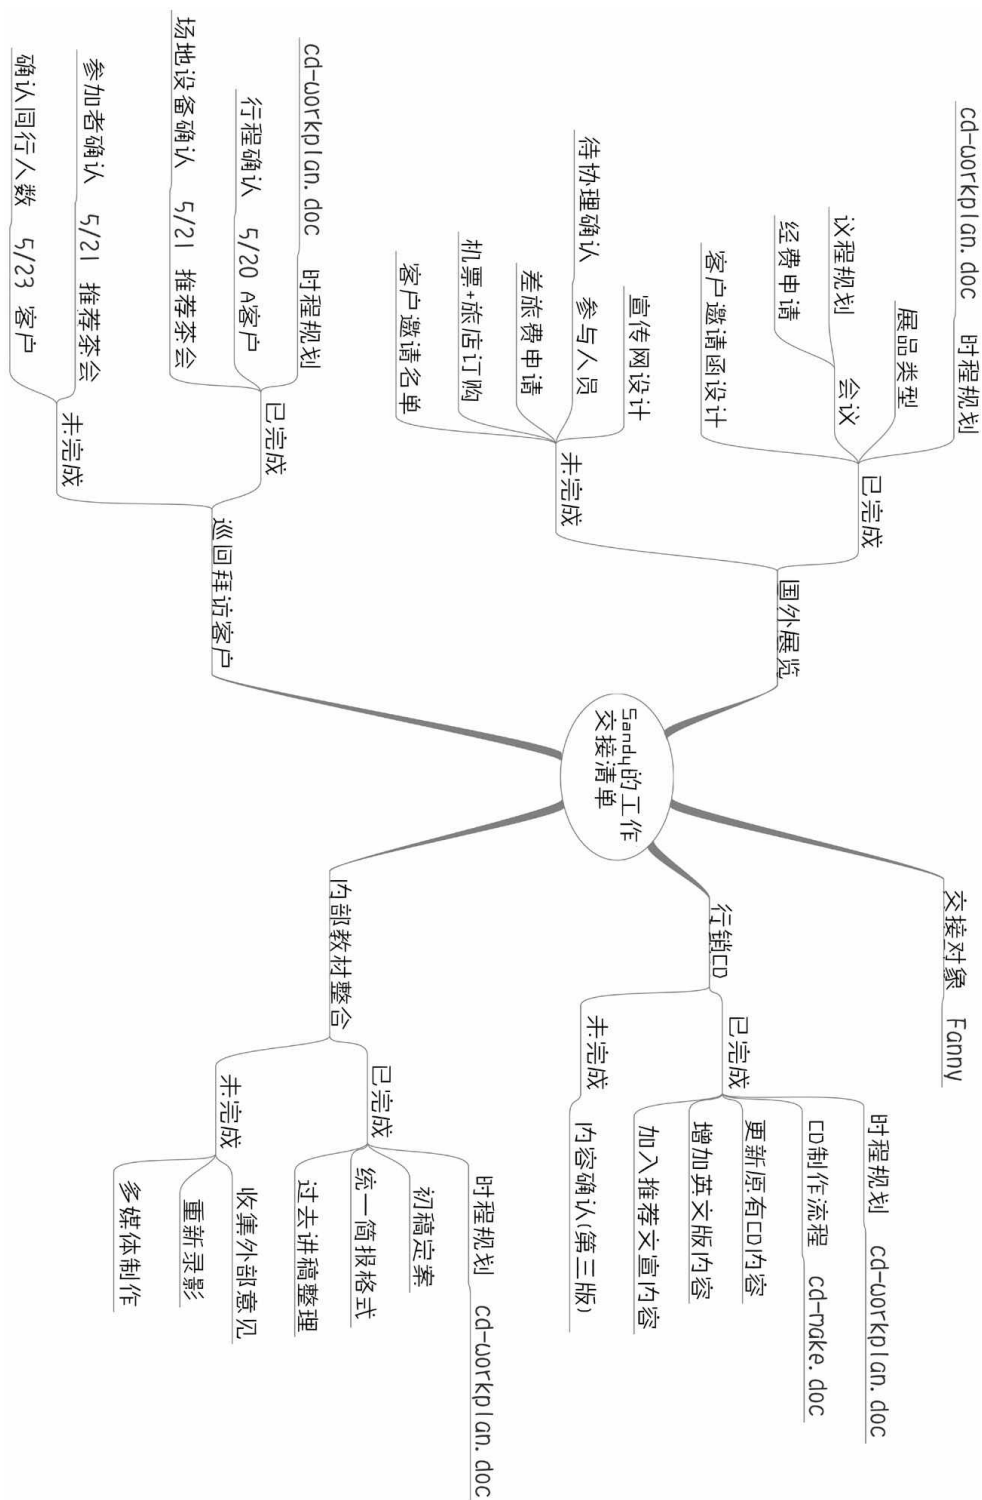 Sandy的工作
交接清单
交接对象
Fanny
行销CD
已完成
时程规划
cd-workplan.doc
CD制作流程
cd-make.doc
更新原有CD内容
增加英文版内容
加入推荐文宣内容
未完成
内容确认(第三版)
内部教材整合
已完成
时程规划
cd-workplan.doc
初稿定案
统一简报格式
过去讲稿整理
未完成
收集外部意见
重新录影
多媒体制作
国外展览
已完成
时程规划
cd-workplan.doc
展品类型
会议
议程规划
经费申请
客户邀请函设计
未完成
宣传网设计
参与人员
待协理确认
差旅费申请
机票+旅店订购
客户邀请名单
巡回拜访客户
已完成
时程规划
cd-workplan.doc
行程确认
5/20 A客户
场地设备确认
5/21 推荐茶会
未完成
参加者确认
5/21 推荐茶会
确认同行人数
5/23 客户